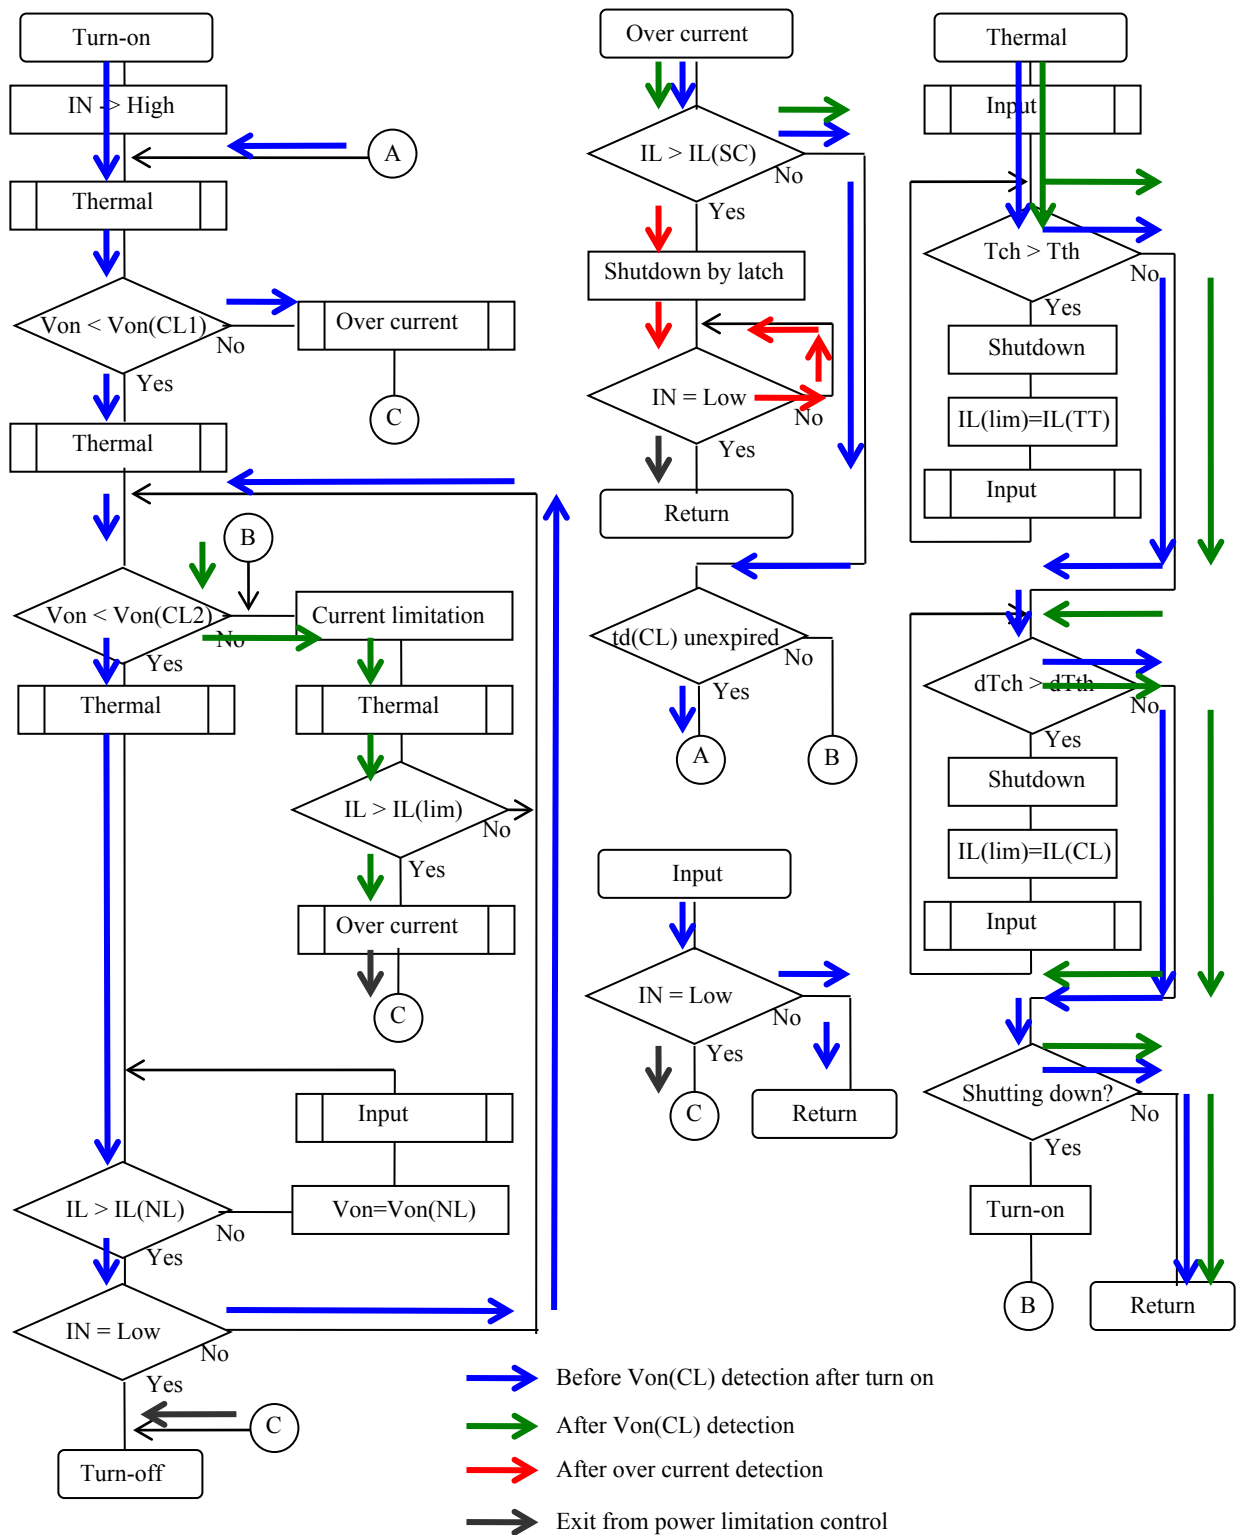 Turn-on
IN -> High
A
Thermal
Von < Von(CL1)
No
Yes
Over current
C
Thermal
B
Von < Von(CL2)
No
Yes
Current limitation
Thermal
Thermal
IL > IL(lim)
No
Yes
Over current
C
Input
Von=Von(NL)
IL > IL(NL)
No
Yes
IN = Low
No
Yes
C
Turn-off
Over current
IL > IL(SC)
No
Yes
Shutdown by latch
IN = Low
No
Yes
Return
td(CL) unexpired
No
Yes
A
B
Input
IN = Low
No
Yes
C
Return
Thermal
Input
Tch > Tth
No
Yes
Shutdown
IL(lim)=IL(TT)
Input
dTch > dTth
No
Yes
Shutdown
IL(lim)=IL(CL)
Input
Shutting down?
No
Yes
Turn-on
B
Return
Before Von(CL) detection after turn on
After Von(CL) detection
After over current detection
Exit from power limitation control